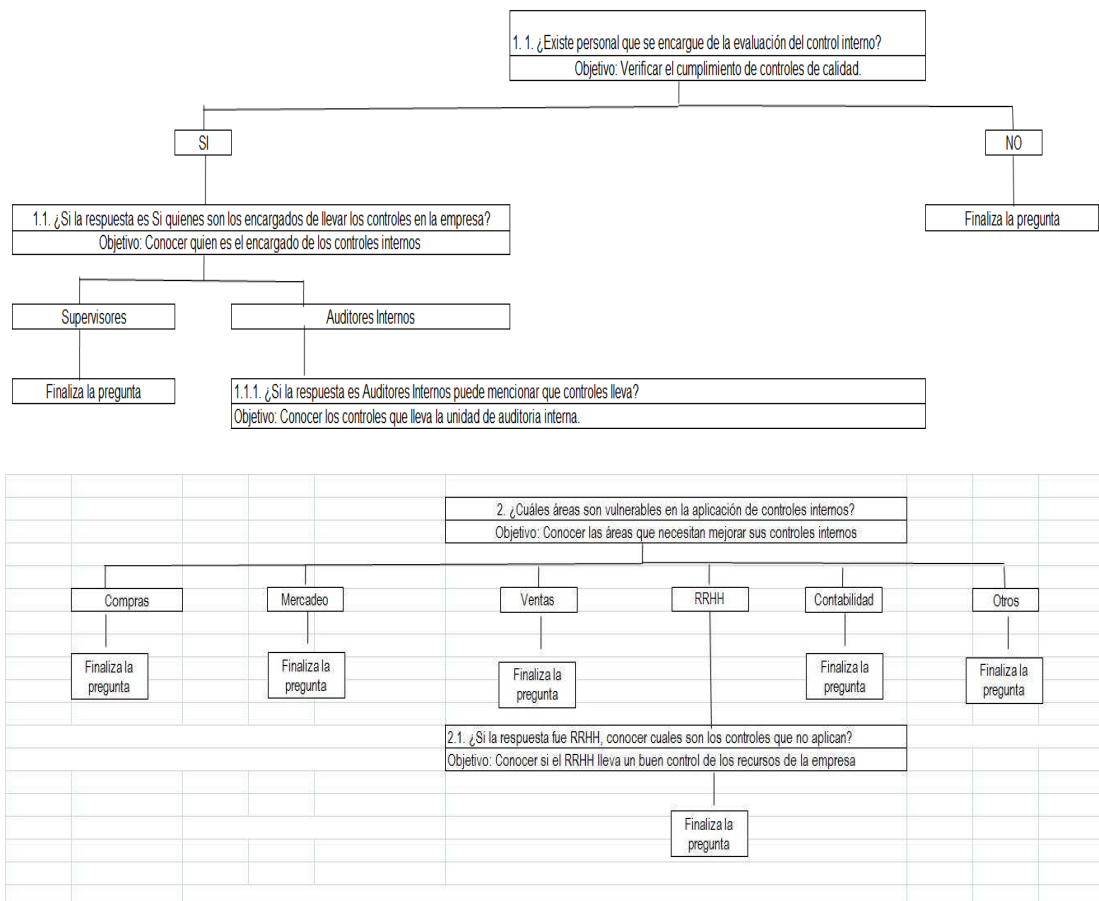 1. 1. ¿Existe personal que se encargue de la evaluación del control interno?
Objetivo: Verificar el cumplimiento de controles de calidad.
SI
NO
1.1. ¿Si la respuesta es Si quienes son los encargados de llevar los controles en la empresa?
Objetivo: Conocer quien es el encargado de los controles internos
Finaliza la pregunta
Supervisores
Auditores Internos
Finaliza la pregunta
1.1.1. ¿Si la respuesta es Auditores Internos puede mencionar que controles lleva?
Objetivo: Conocer los controles que lleva la unidad de auditoria interna.
2. ¿Cuáles áreas son vulnerables en la aplicación de controles internos?
Objetivo: Conocer las áreas que necesitan mejorar sus controles internos
Compras
Mercadeo
Ventas
RRHH
Contabilidad
Otros
Finaliza la
pregunta
Finaliza la
pregunta
Finaliza la
pregunta
Finaliza la
pregunta
Finaliza la
pregunta
2.1. ¿Si la respuesta fue RRHH, conocer cuales son los controles que no aplican?
Objetivo: Conocer si el RRHH lleva un buen control de los recursos de la empresa
Finaliza la
pregunta